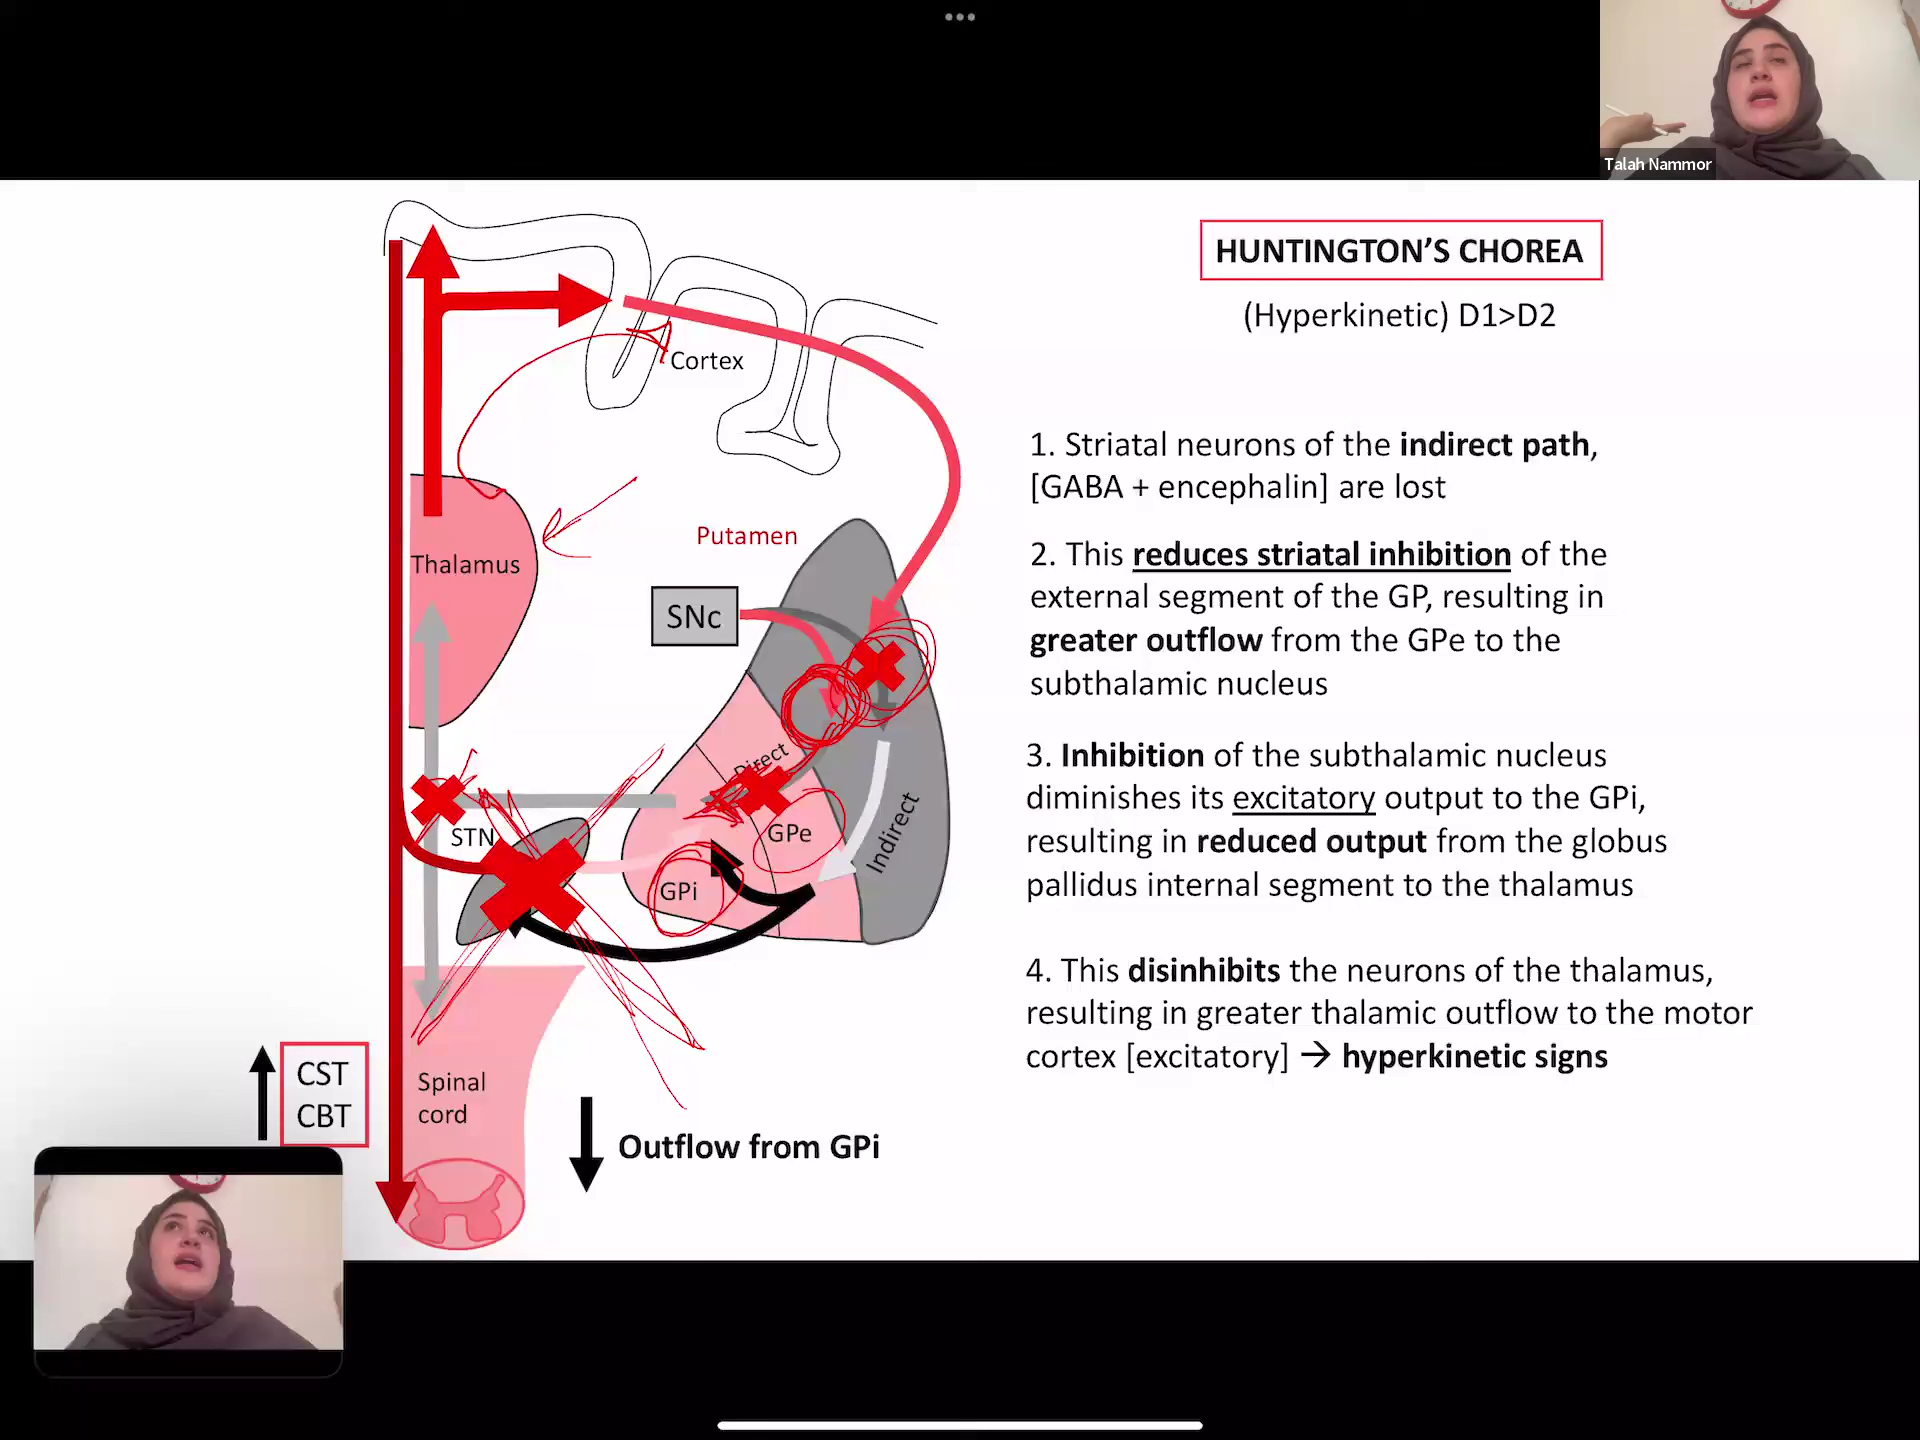 Talah Nammor
HUNTINGTON'S CHOREA
(Hyperkinetic) D1>D2
Cortex
1. Striatal neurons of the indirect path,
[GABA + encephalin] are lost
Putamen
Thalamus
SNc
2. This reduces striatal inhibition of the
external segment of the GP, resulting in
greater outflow from the GPe to the
subthalamic nucleus
Direct
STN
GPe
Indirect
GPi
3. Inhibition of the subthalamic nucleus
diminishes its excitatory output to the GPi,
resulting in reduced output from the globus
pallidus internal segment to the thalamus
4. This disinhibits the neurons of the thalamus,
resulting in greater thalamic outflow to the motor
cortex [excitatory] → hyperkinetic signs
CST
CBT
Spinal
cord
Outflow from GPi